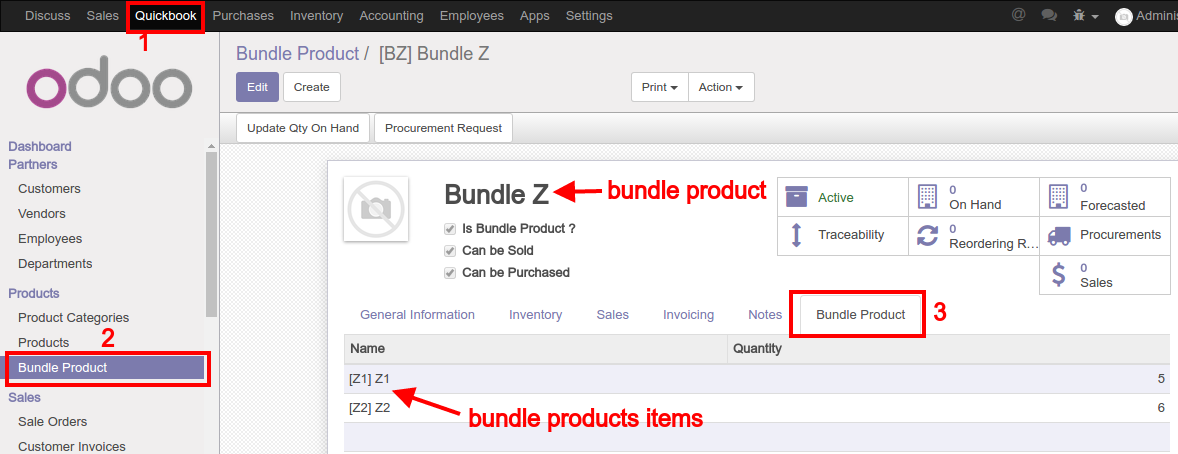 Discuss Sales Quickbook Purchases Inventory Accounting Employees Apps Settings @ Adminis
1
odoo
Bundle Product / [BZ] Bundle Z
Edit Create Print Action
Update Qty On Hand Procurement Request
Dashboard
Partners
Customers
Vendors
Employees
Departments
Products
Product Categories
Products
2
Bundle Product
Sales
Sale Orders
Customer Invoices
Bundle Z
bundle product
Is Bundle Product ?
Can be Sold
Can be Purchased
Active
0
On Hand
0
Forecasted
Traceability
0
Reordering R...
Procurements
0
Sales
General Information Inventory Sales Invoicing Notes Bundle Product
3
Name Quantity
[Z1] Z1 5
[Z2] Z2 6
bundle products items